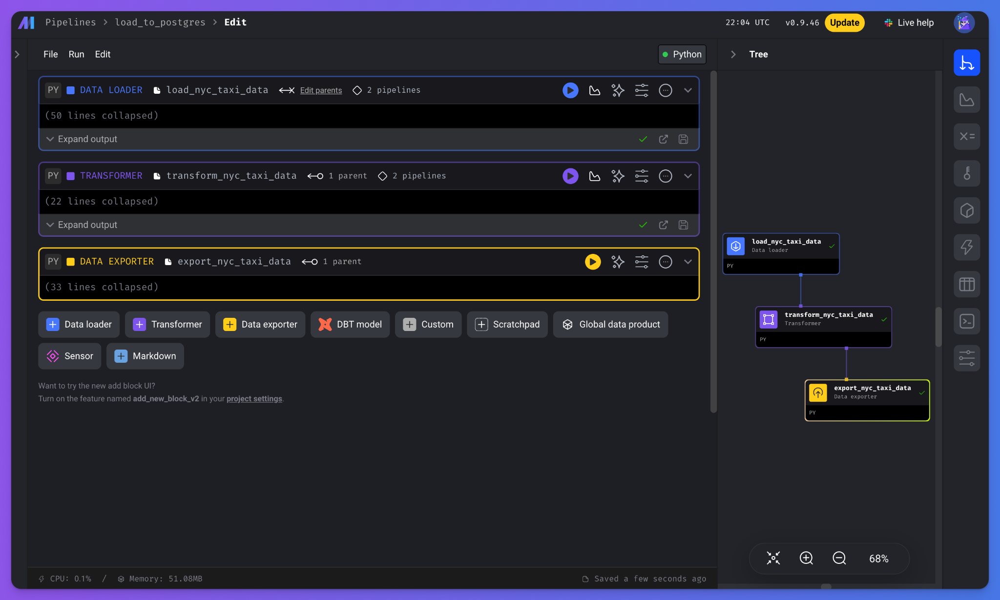 Pipelines > load_to_postgres > Edit
22:04 UTC v0.9.46 Update Live help
File Run Edit
Python
Tree
PY DATA LOADER load_nyc_taxi_data Edit parents 2 pipelines
(50 lines collapsed)
Expand output
PY TRANSFORMER transform_nyc_taxi_data 1 parent 2 pipelines
(22 lines collapsed)
Expand output
PY DATA EXPORTER export_nyc_taxi_data 1 parent
(33 lines collapsed)
Data loader Transformer Data exporter DBT model Custom Scratchpad Global data product
Sensor Markdown
Want to try the new add block UI?
Turn on the feature named add_new_block_v2 in your project settings.
load_nyc_taxi_data
Data loader
PY
transform_nyc_taxi_data
Transformer
PY
export_nyc_taxi_data
Data exporter
PY
68%
CPU: 0.1% / Memory: 51.08MB
Saved a few seconds ago